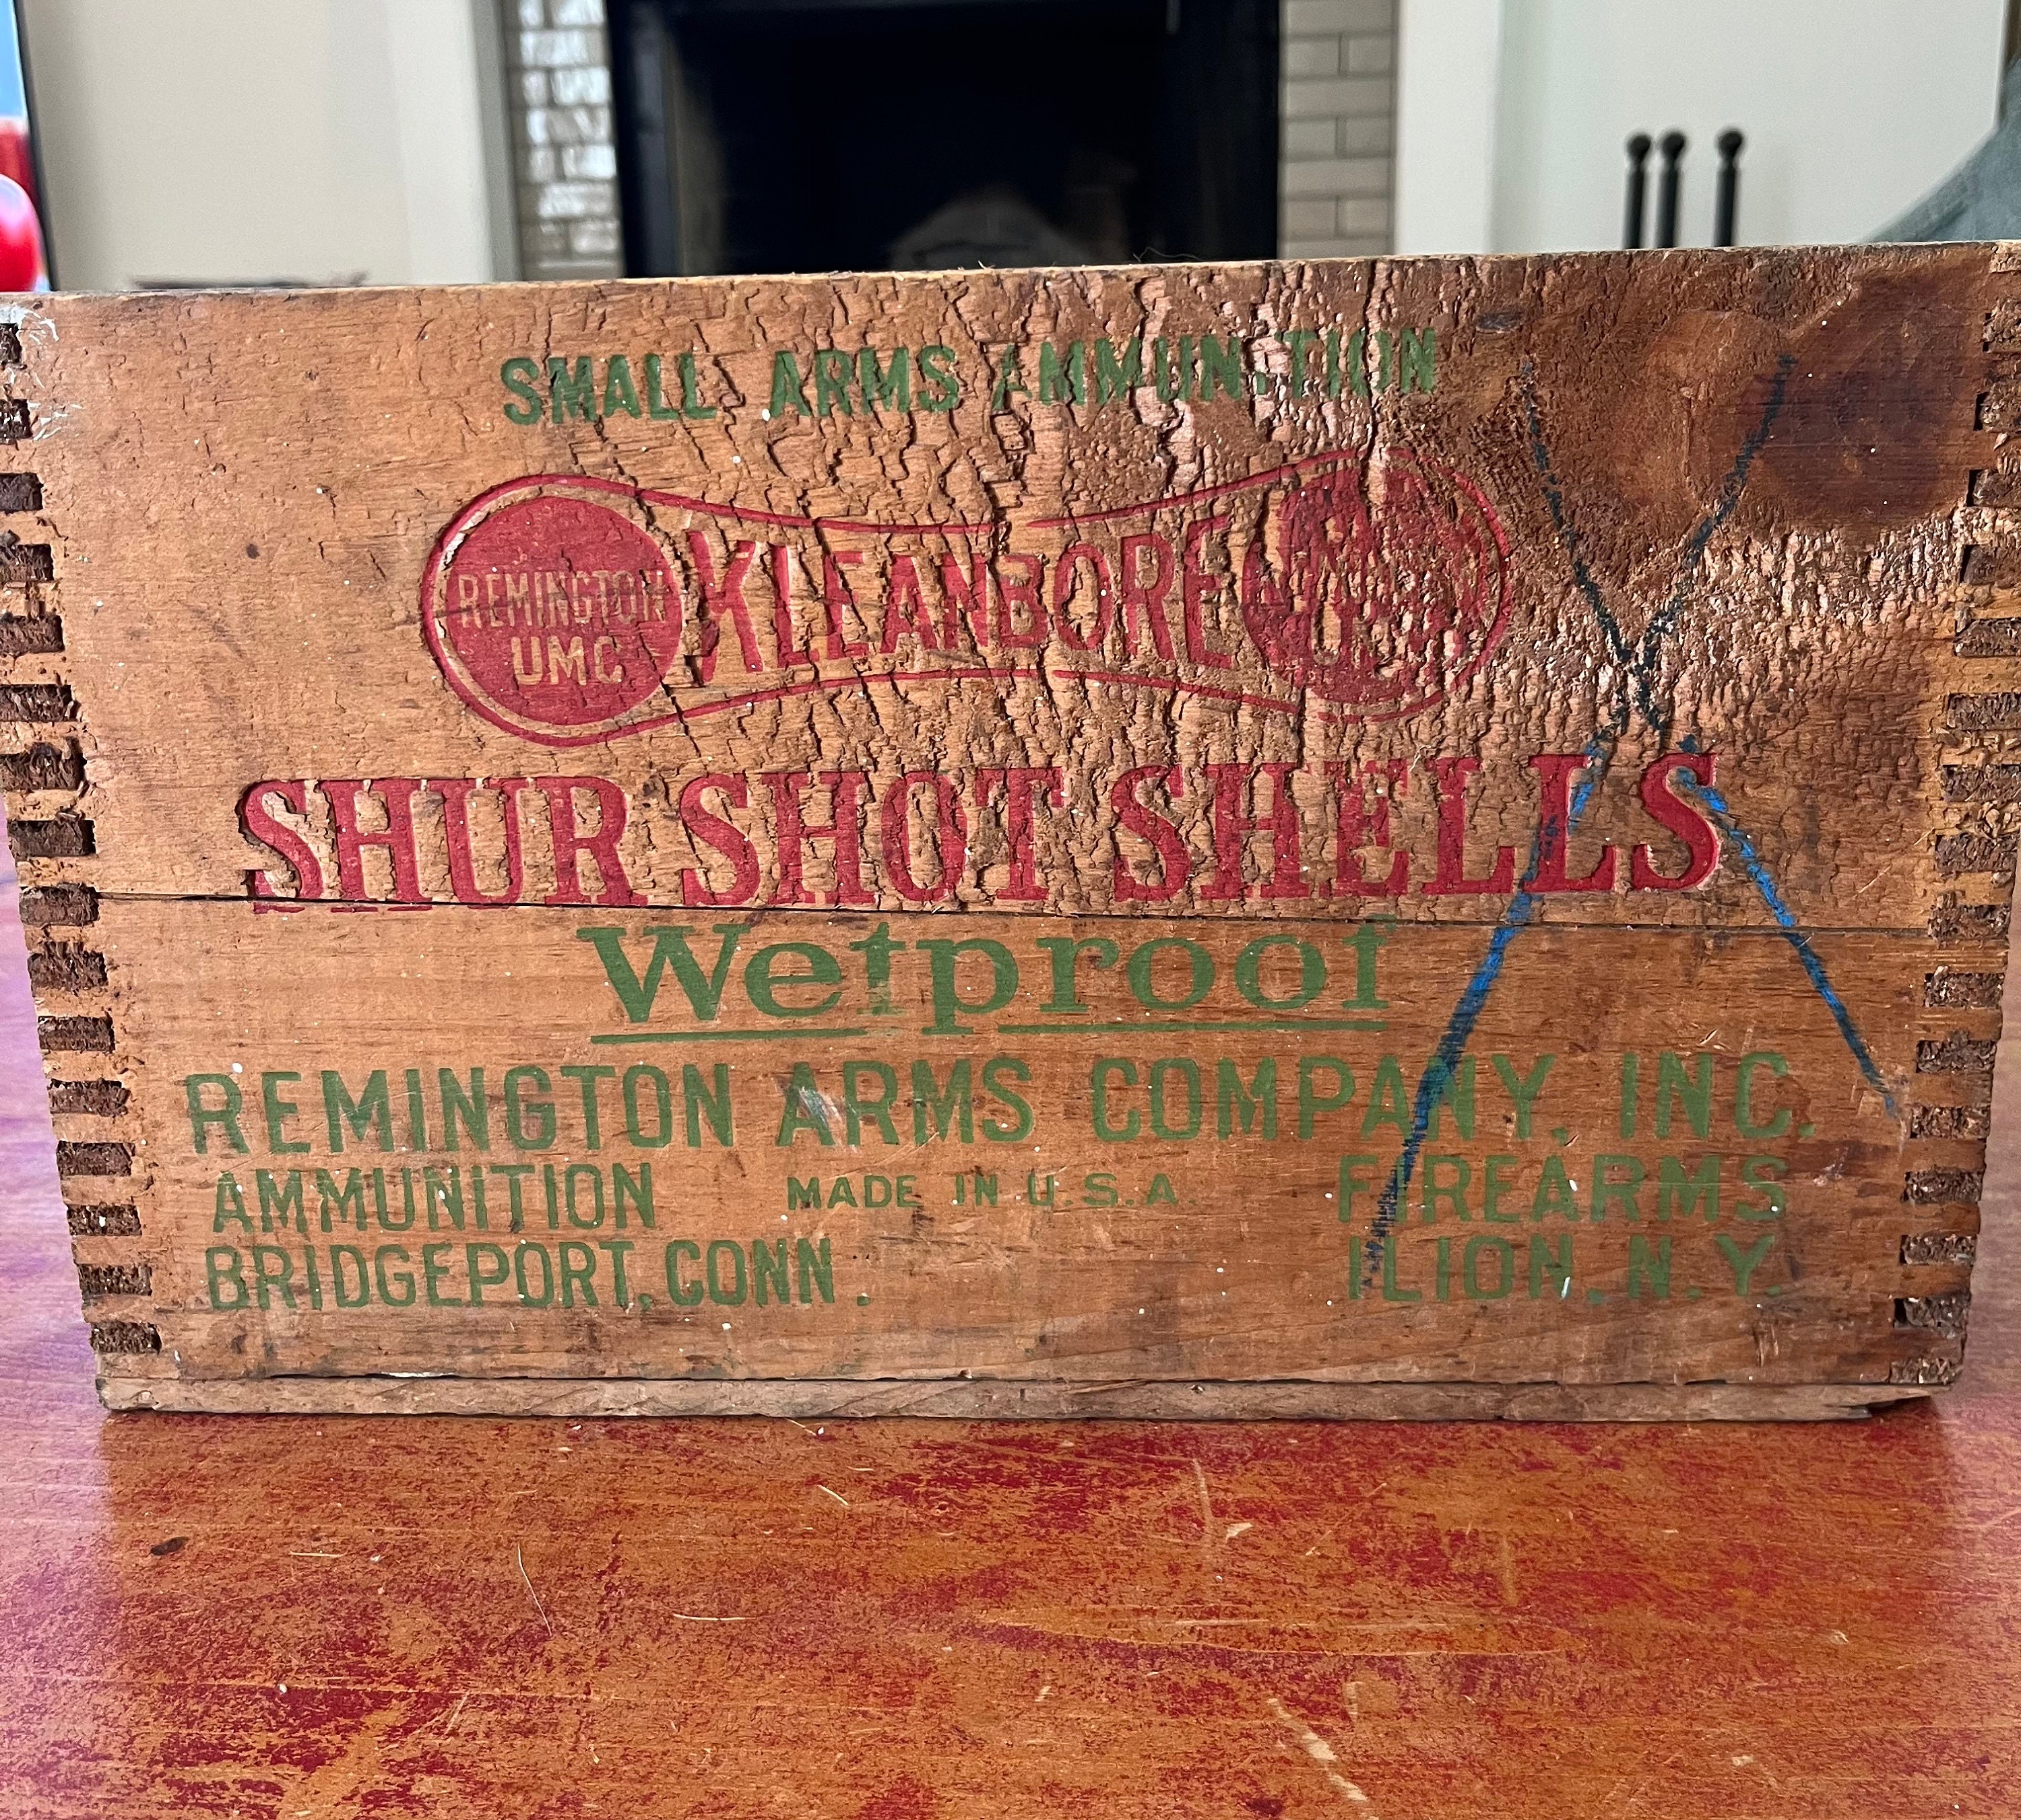 SMALL ARMS AMMUNITION
REMINGTON
UMC
KLEANBORE
SHUR SHOT SHELLS
Wetproof
REMINGTON ARMS COMPANY, INC.
AMMUNITION MADE IN U.S.A. FIREARMS
BRIDGEPORT, CONN. ILION, N.Y.